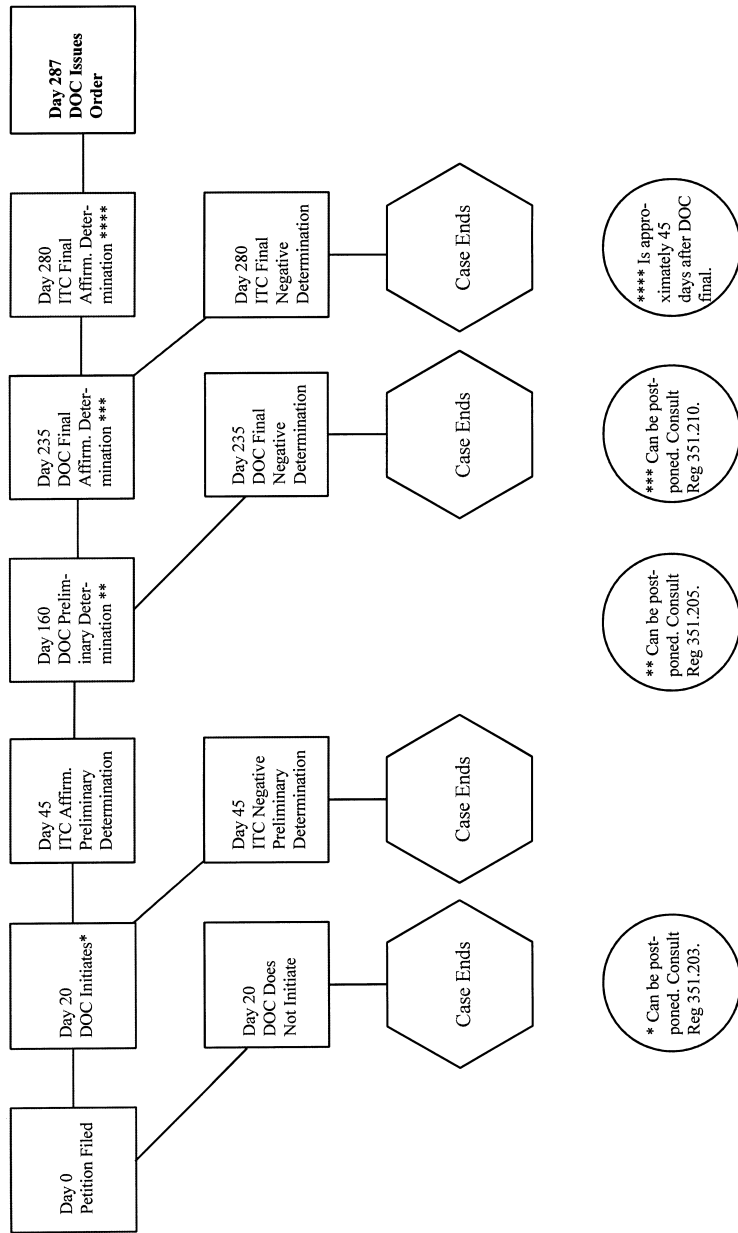 Day 0
Petition Filed
Day 20
DOC Initiates*
Day 45
ITC Affirm.
Preliminary
Determination
Day 160
DOC Prelim-
inary Deter-
mination **
Day 235
DOC Final
Affirm. Deter-
mination ***
Day 280
ITC Final
Affirm. Deter-
mination ****
Day 287
DOC Issues
Order
Day 20
DOC Does
Not Initiate
Day 45
ITC Negative
Preliminary
Determination
Day 235
DOC Final
Negative
Determination
Day 280
ITC Final
Negative
Determination
Case Ends
Case Ends
Case Ends
Case Ends
* Can be post-
poned. Consult
Reg 351.203.
** Can be post-
poned. Consult
Reg 351.205.
*** Can be post-
poned. Consult
Reg 351.210.
**** Is appro-
ximately 45
days after DOC
final.